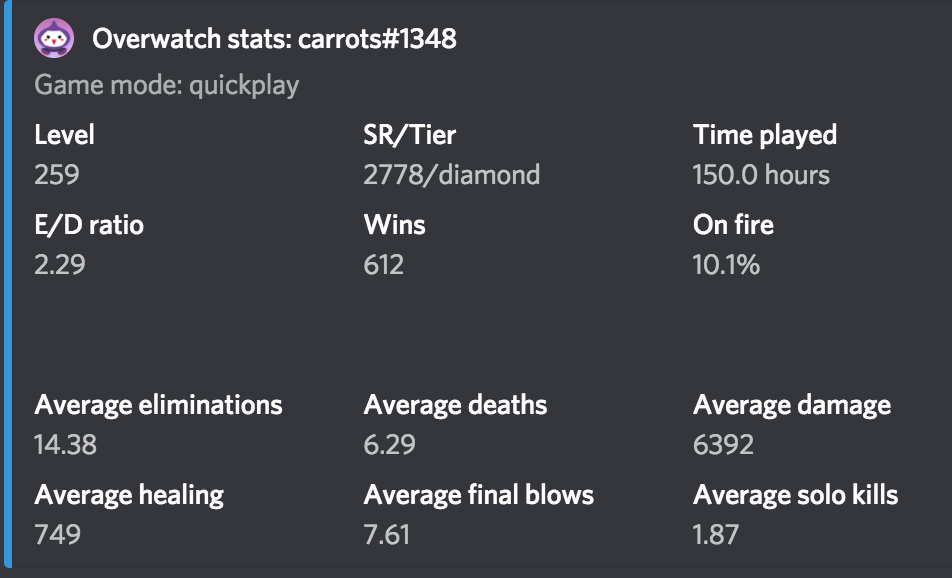 Overwatch stats: carrots#1348
Game mode: quickplay
Level SR/Tier Time played
259 2778/diamond 150.0 hours
E/D ratio Wins On fire
2.29 612 10.1%
Average eliminations Average deaths Average damage
14.38 6.29 6392
Average healing Average final blows Average solo kills
749 7.61 1.87